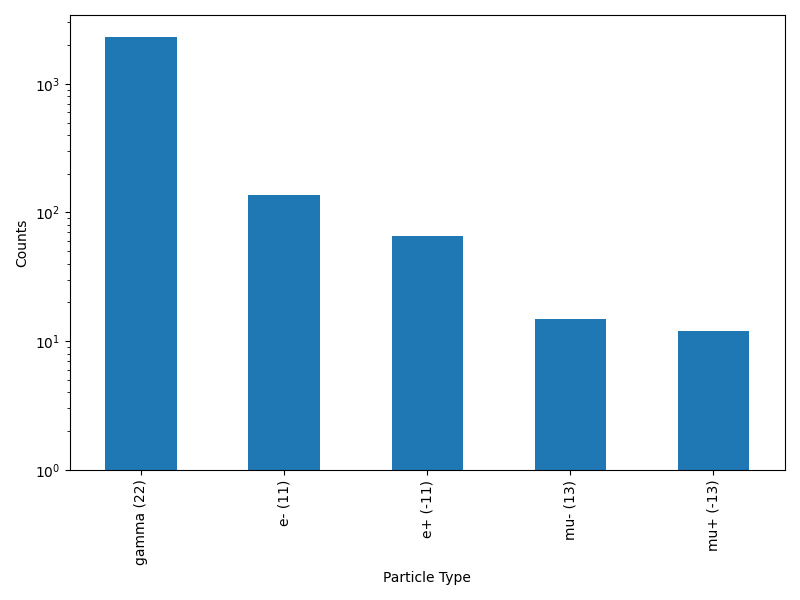 10³
10²
10¹
10⁰
Counts
gamma (22)
e- (11)
e+ (-11)
mu- (13)
mu+ (-13)
Particle Type